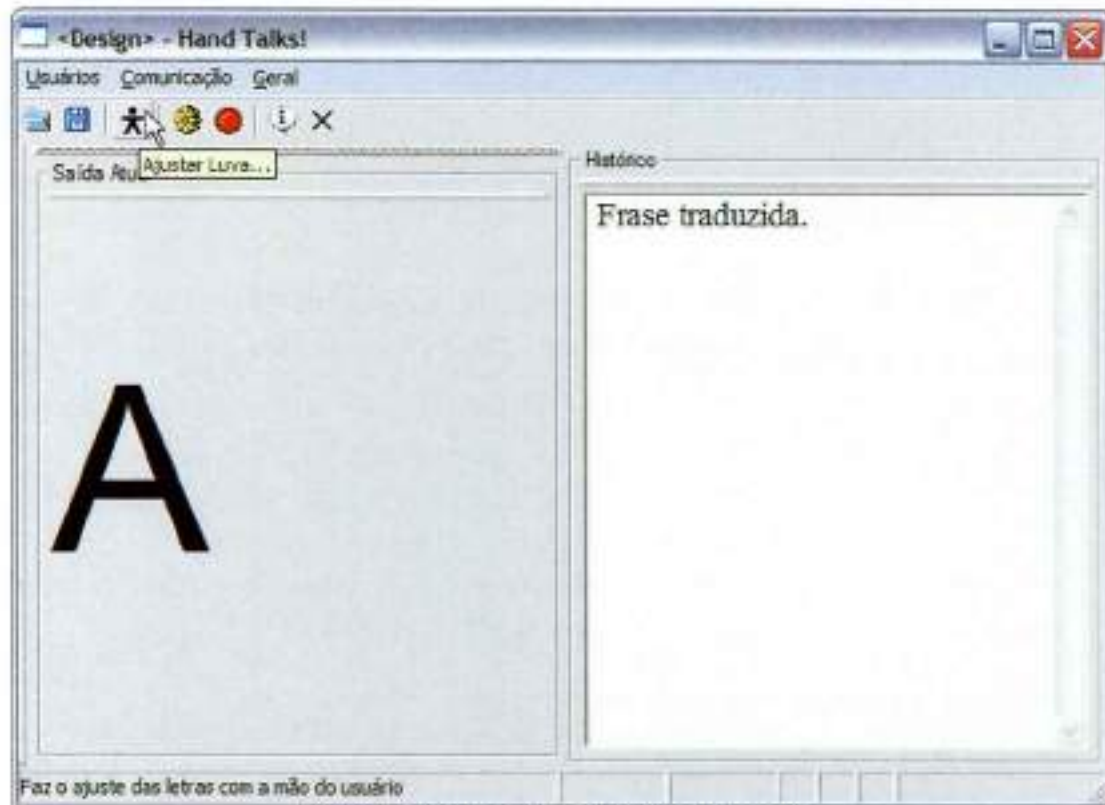 <Design> - Hand Talks!
Usuários Comunicação Geral
Ajustar Luva...
Saída
Histórico
Frase traduzida.
A
Faz o ajuste das letras com a mão do usuário